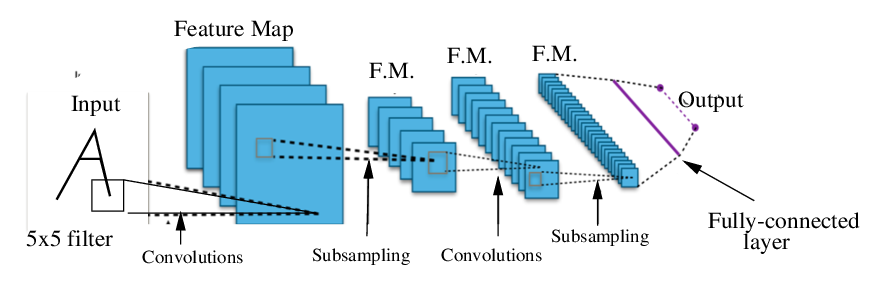 Feature Map
F.M.
F.M.
F.M.
Input
A
Output
5x5 filter
Convolutions
Subsampling
Convolutions
Subsampling
Fully-connected
layer